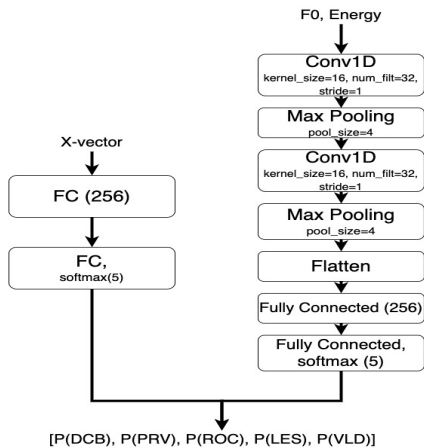 X-vector
FC (256)
FC,
softmax(5)
F0, Energy
Conv1D
kernel_size=16, num_filt=32,
stride=1
Max Pooling
pool_size=4
Conv1D
kernel_size=16, num_filt=32,
stride=1
Max Pooling
pool_size=4
Flatten
Fully Connected (256)
Fully Connected,
softmax (5)
[P(DCB), P(PRV), P(ROC), P(LES), P(VLD)]